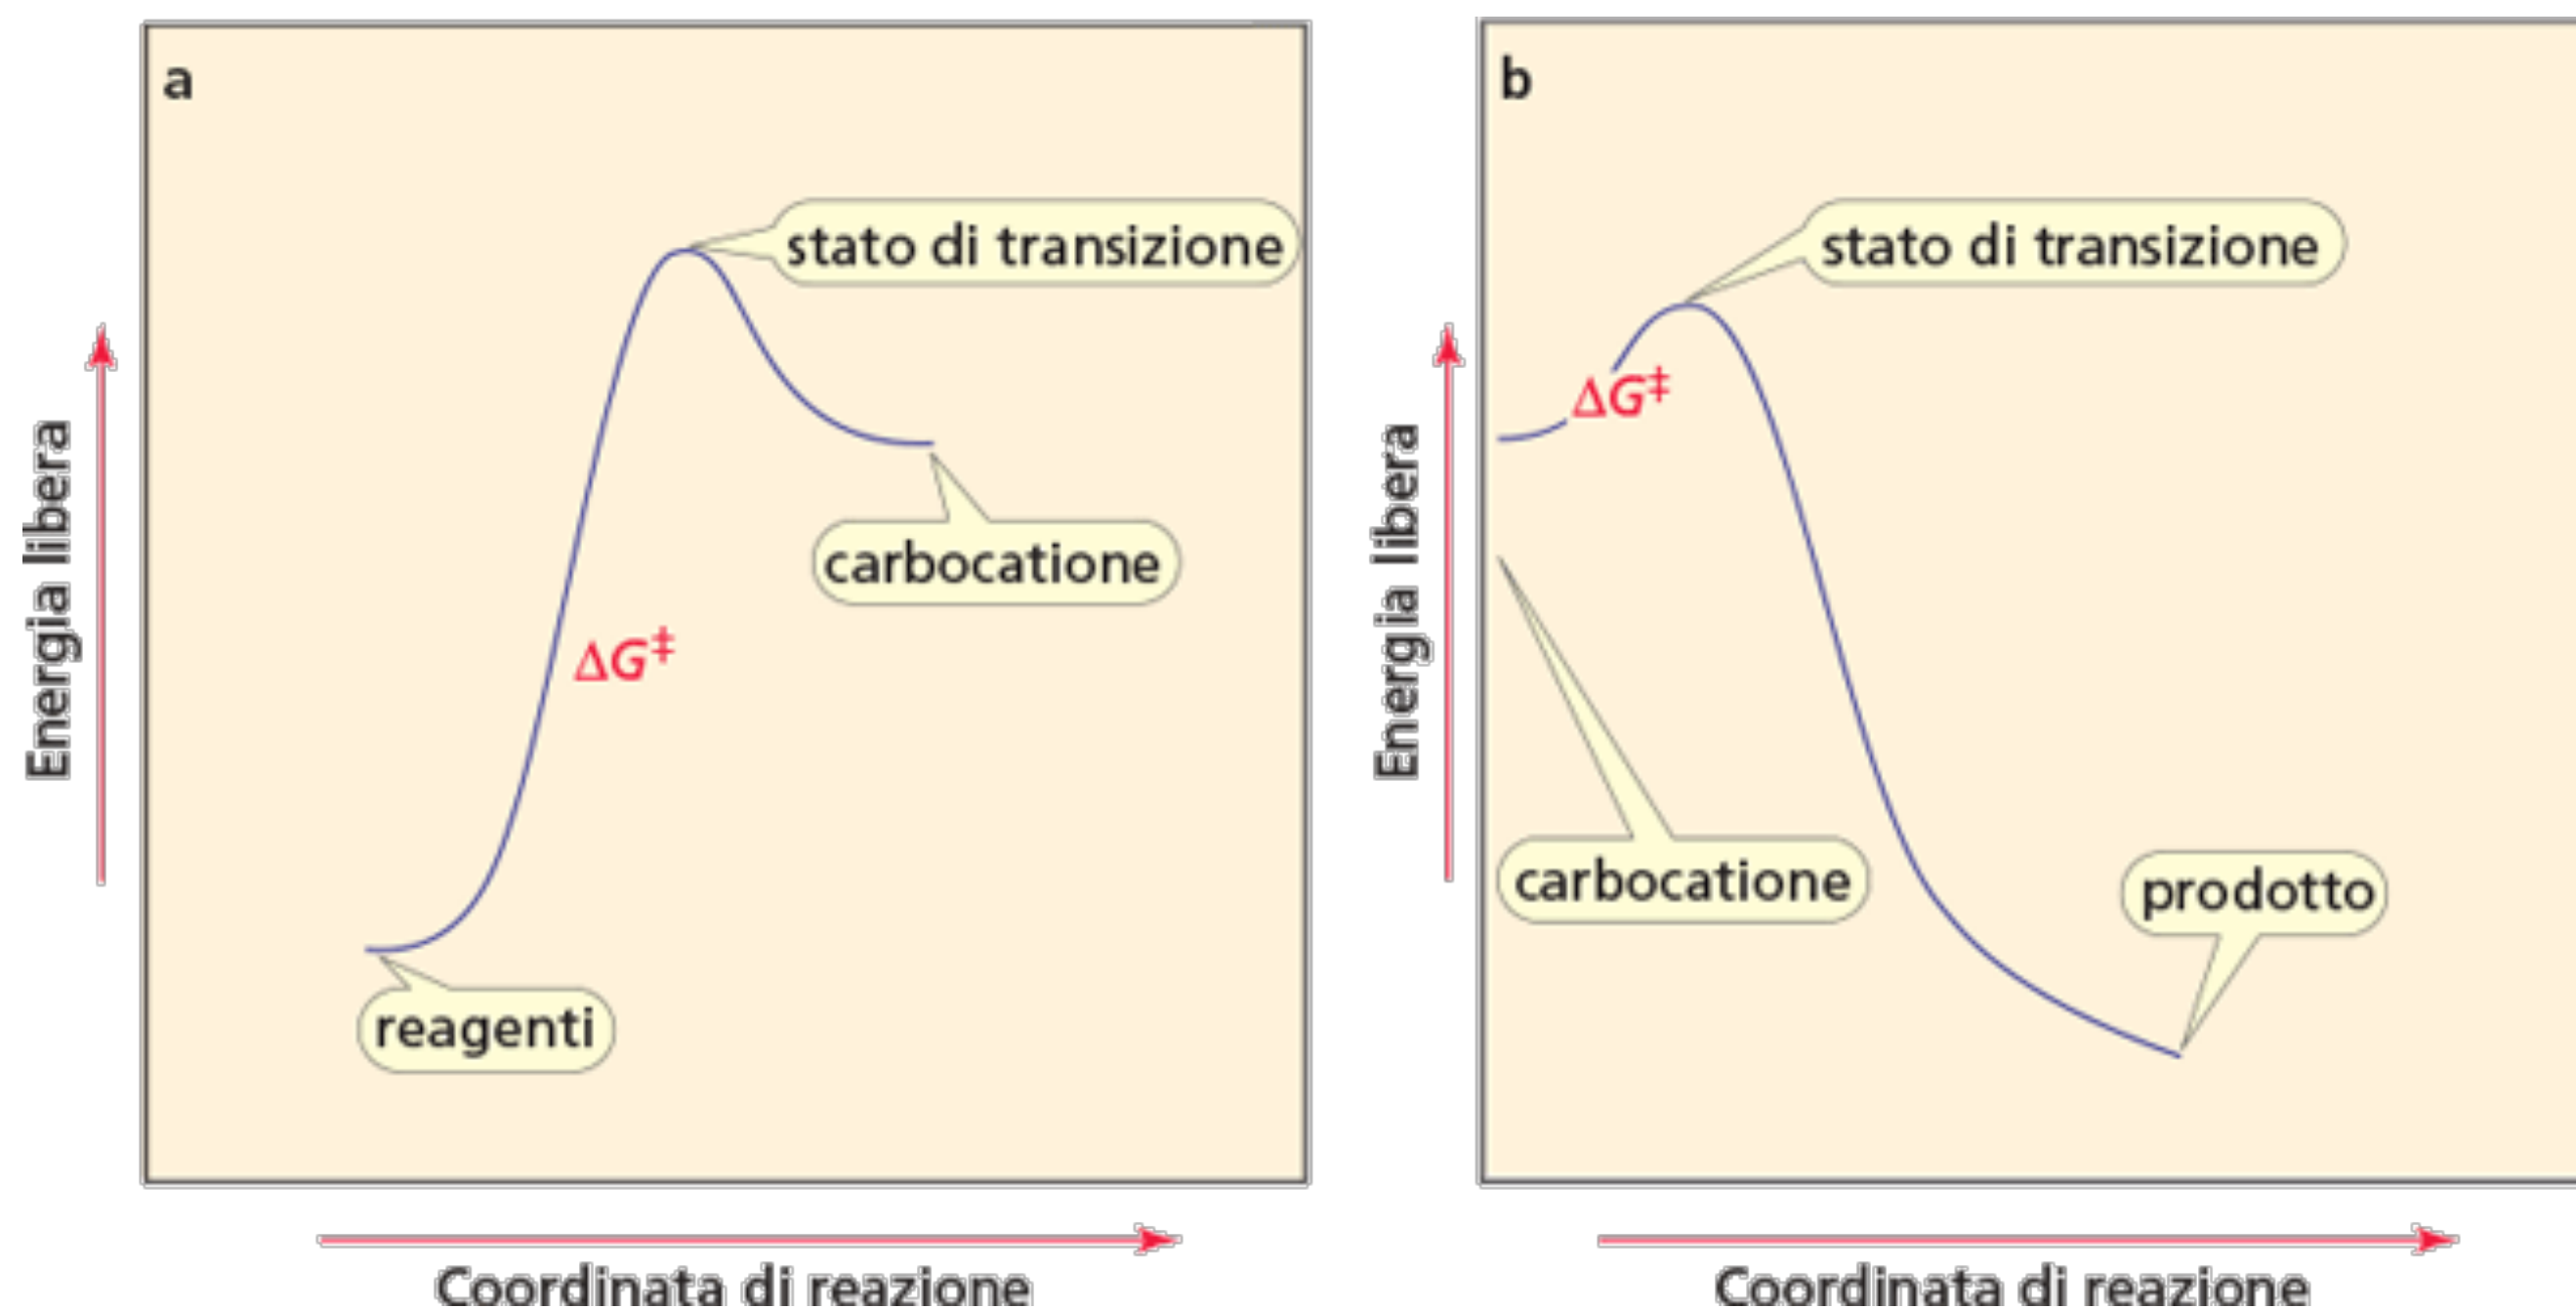 a
stato di transizione
carbocatione
ΔG‡
reagenti
Energia libera
Coordinata di reazione
b
stato di transizione
ΔG‡
carbocatione
prodotto
Energia libera
Coordinata di reazione